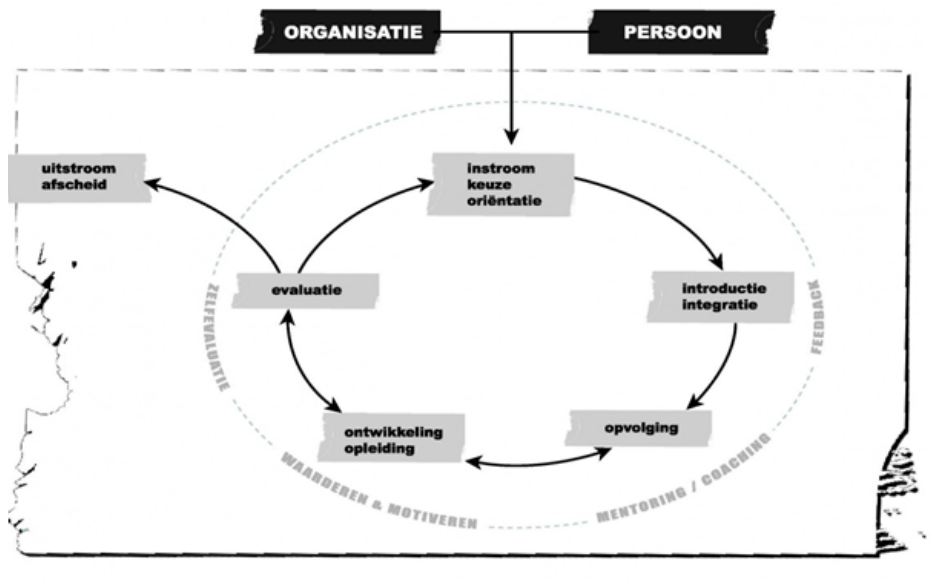 ORGANISATIE
PERSOON
uitstroom
afscheid
instroom
keuze
oriëntatie
evaluatie
introductie
integratie
ZELFEVALUATIE
FEEDBACK
ontwikkeling
opleiding
opvolging
WAARDEREN & MOTIVEREN
MENTORING / COACHING